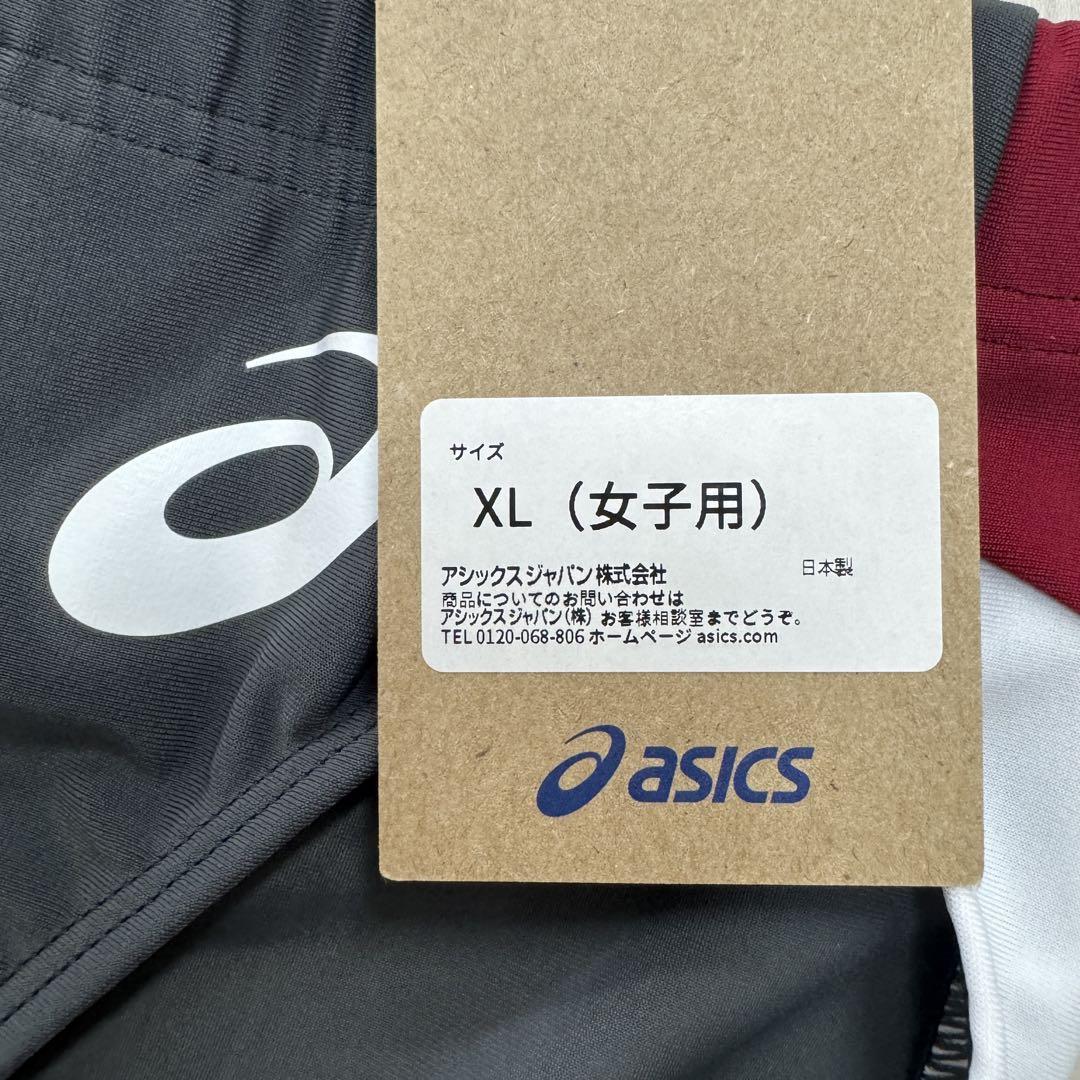 サイズ
XL（女子用）
アシックスジャパン株式会社 日本製
商品についてのお問い合わせは
アシックスジャパン(株) お客様相談室までどうぞ。
TEL 0120-068-806 ホームページ asics.com
asics